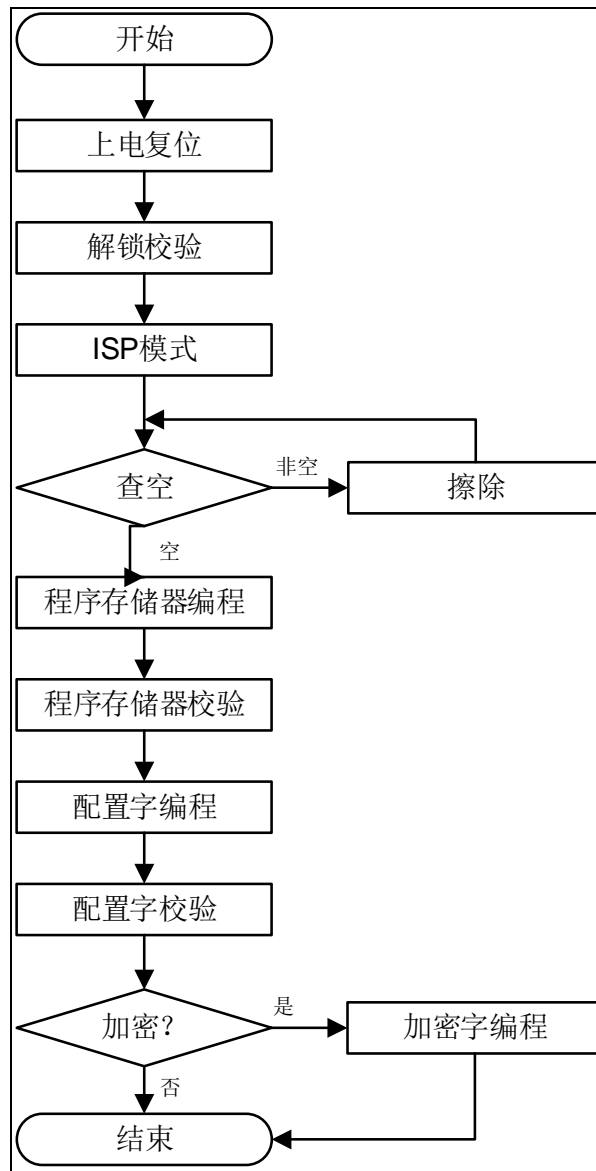 开始
上电复位
解锁校验
ISP模式
查空
非空
擦除
空
程序存储器编程
程序存储器校验
配置字编程
配置字校验
加密？
是
加密字编程
否
结束